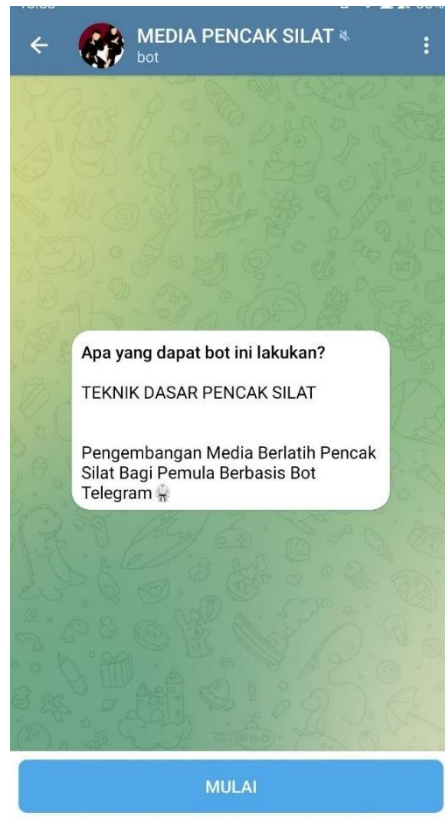 MEDIA PENCAK SILAT
bot
Apa yang dapat bot ini lakukan?
TEKNIK DASAR PENCAK SILAT
Pengembangan Media Berlatih Pencak
Silat Bagi Pemula Berbasis Bot
Telegram🥋
MULAI